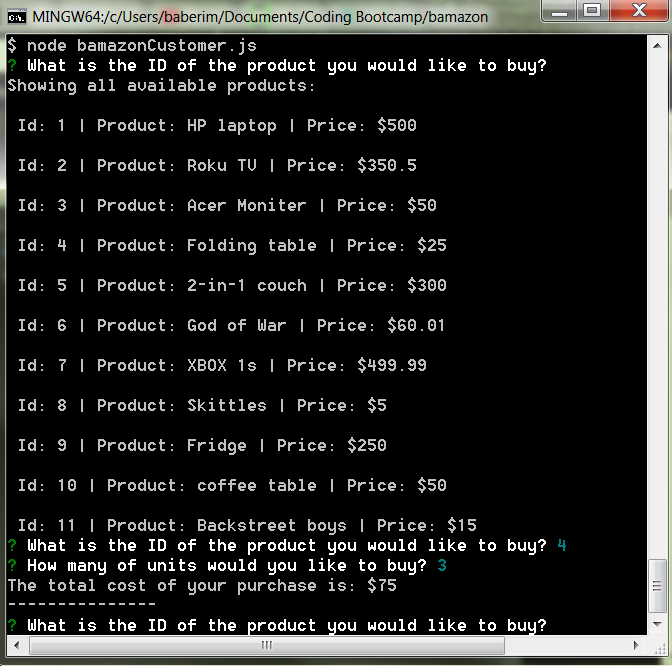 MINGW64:/c/Users/baberim/Documents/Coding Bootcamp/bamazon
$ node bamazonCustomer.js
? What is the ID of the product you would like to buy?
Showing all available products:
Id: 1 | Product: HP laptop | Price: $500
Id: 2 | Product: Roku TV | Price: $350.5
Id: 3 | Product: Acer Moniter | Price: $50
Id: 4 | Product: Folding table | Price: $25
Id: 5 | Product: 2-in-1 couch | Price: $300
Id: 6 | Product: God of War | Price: $60.01
Id: 7 | Product: XBOX 1s | Price: $499.99
Id: 8 | Product: Skittles | Price: $5
Id: 9 | Product: Fridge | Price: $250
Id: 10 | Product: coffee table | Price: $50
Id: 11 | Product: Backstreet boys | Price: $15
? What is the ID of the product you would like to buy? 4
? How many of units would you like to buy? 3
The total cost of your purchase is: $75
---------------
? What is the ID of the product you would like to buy?